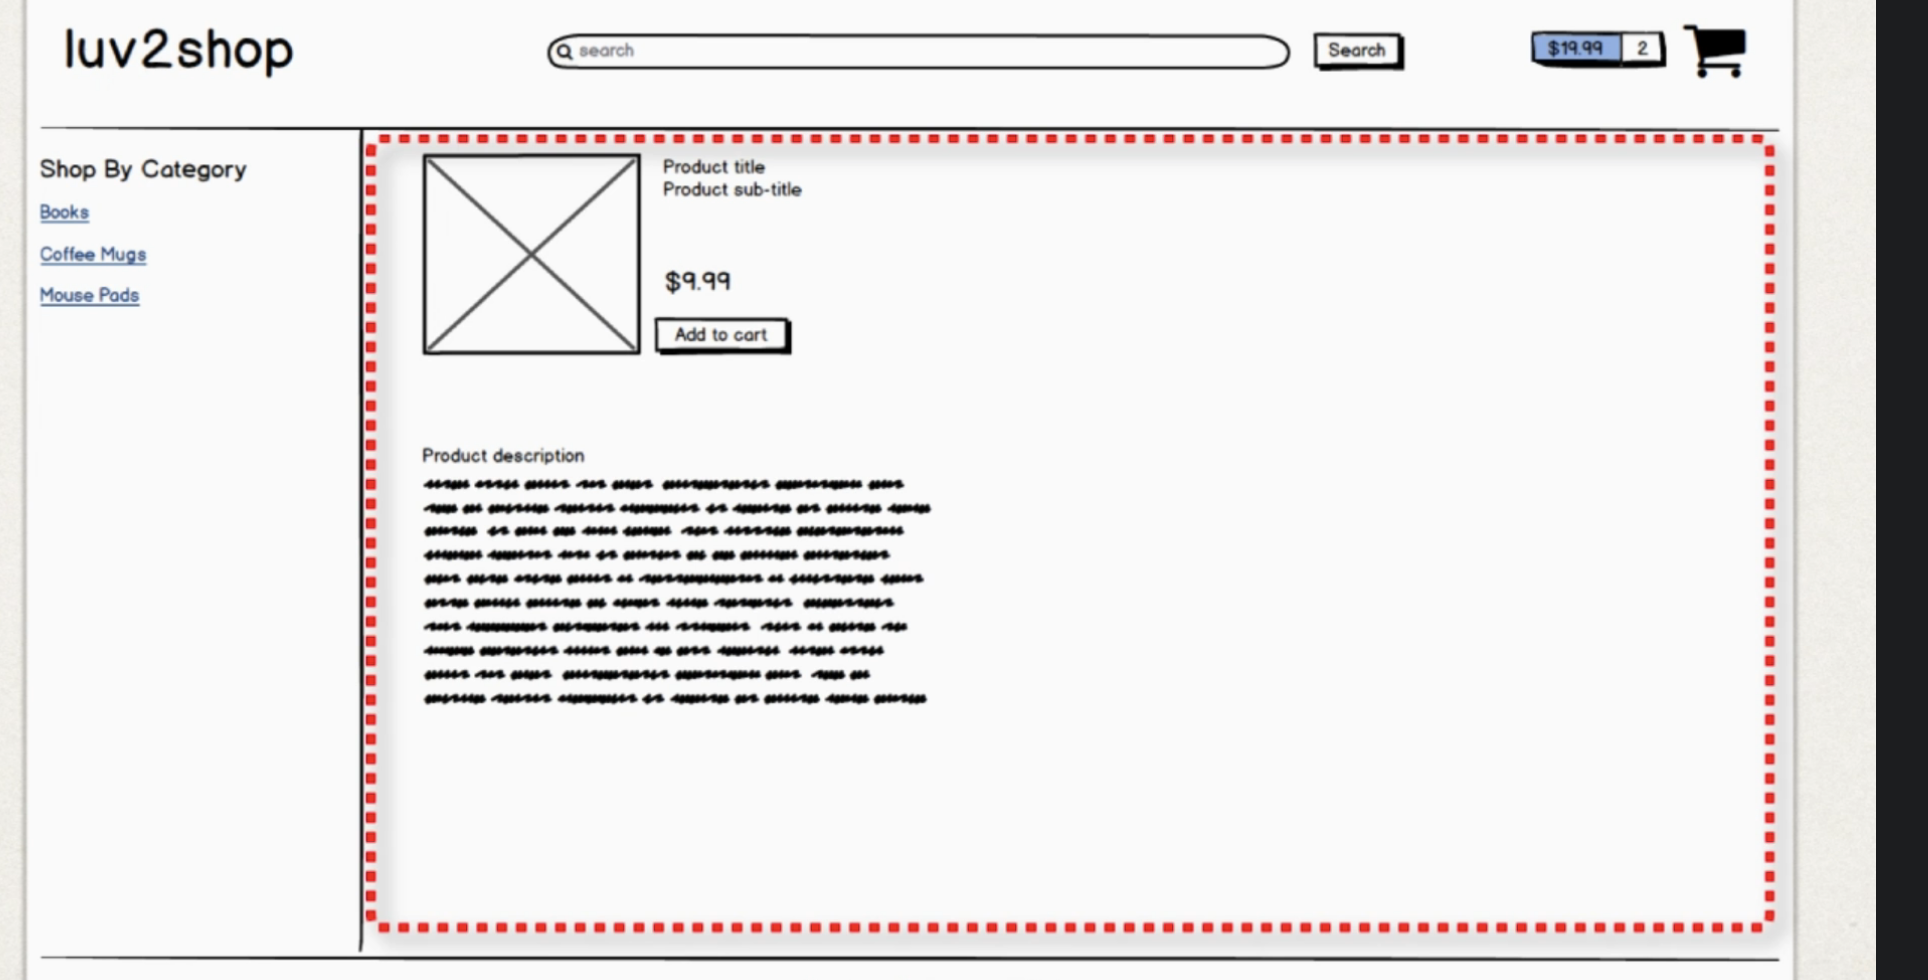 luv2shop
search
Search
$19.99 2
Shop By Category
Books
Coffee Mugs
Mouse Pads
Product title
Product sub-title
$9.99
Add to cart
Product description